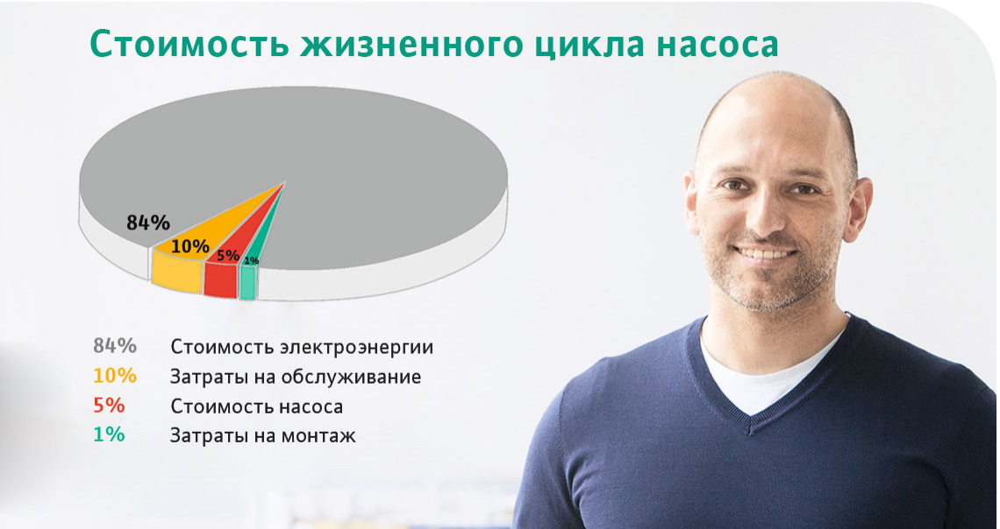 Стоимость жизненного цикла насоса
84%
10%
5%
1%
84% Стоимость электроэнергии
10% Затраты на обслуживание
5% Стоимость насоса
1% Затраты на монтаж